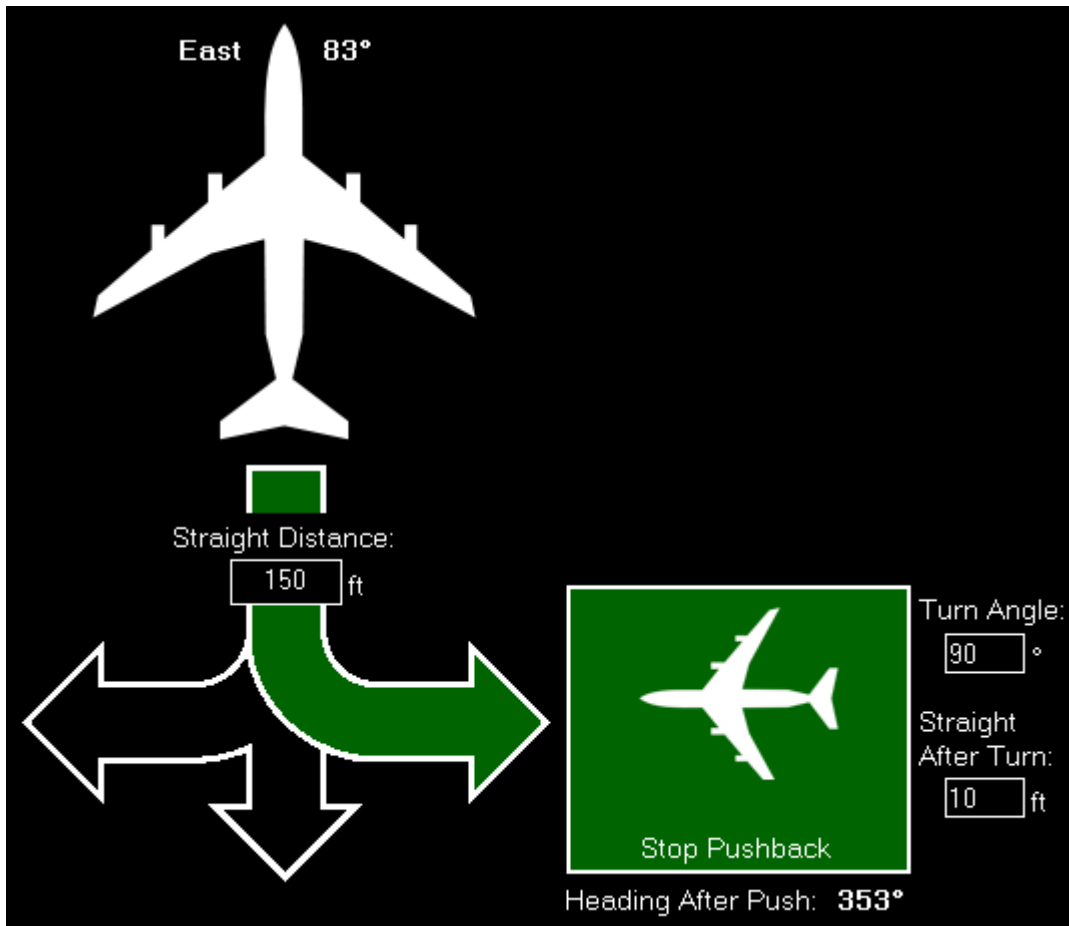 East 83°
Straight Distance:
150 ft
Turn Angle:
90 °
Straight
After Turn:
10 ft
Stop Pushback
Heading After Push: 353°